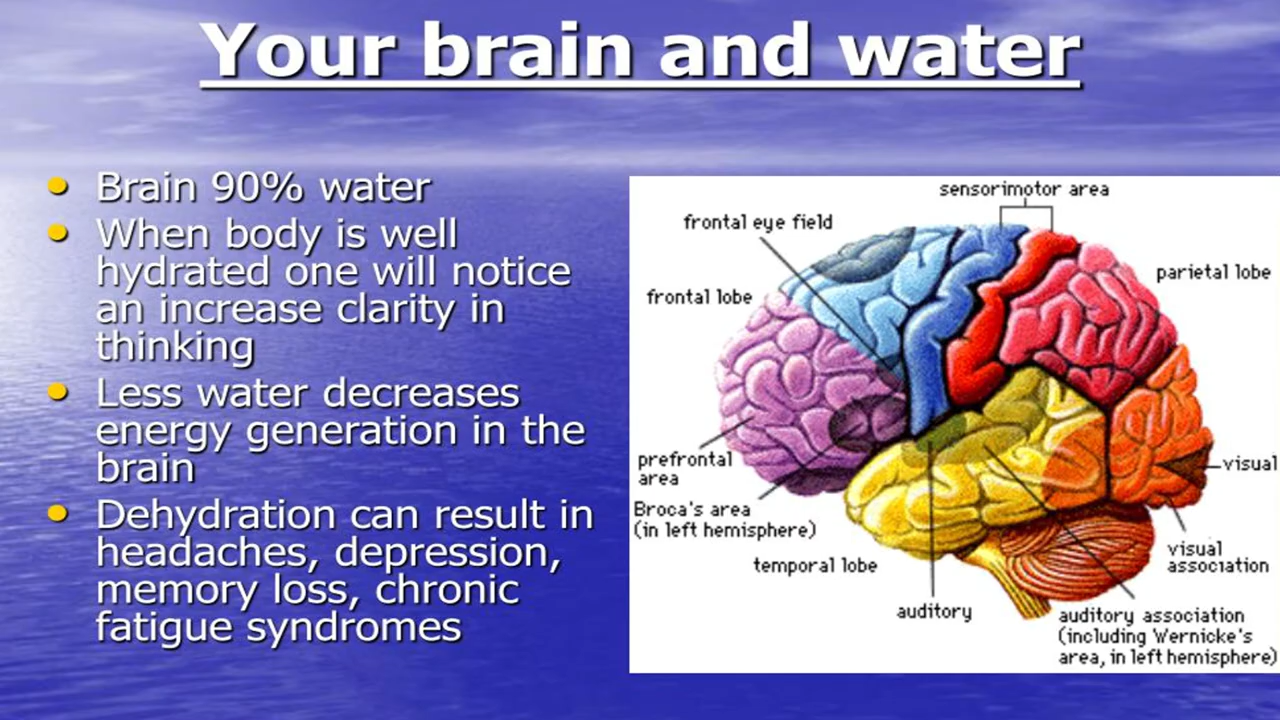 Your brain and water
• Brain 90% water
• When body is well
hydrated one will notice
an increase clarity in
thinking
• Less water decreases
energy generation in the
brain
• Dehydration can result in
headaches, depression,
memory loss, chronic
fatigue syndromes
sensorimotor area
frontal eye field
parietal lobe
frontal lobe
prefrontal
area
visual
Broca's area
(in left hemisphere)
visual
association
temporal lobe
auditory
auditory association
(including Wernicke's
area, in left hemisphere)